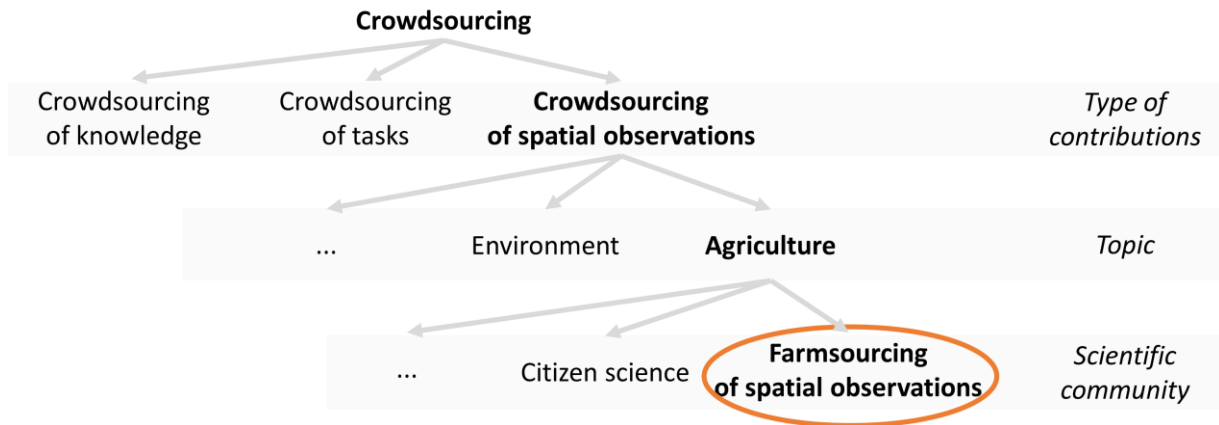 Crowdsourcing
Crowdsourcing of knowledge
Crowdsourcing of tasks
Crowdsourcing of spatial observations
Type of contributions
...
Environment
Agriculture
Topic
...
Citizen science
Farmsourcing of spatial observations
Scientific community